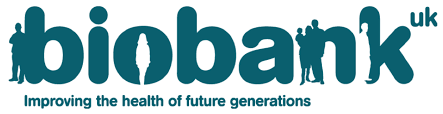 biobank uk
Improving the health of future generations